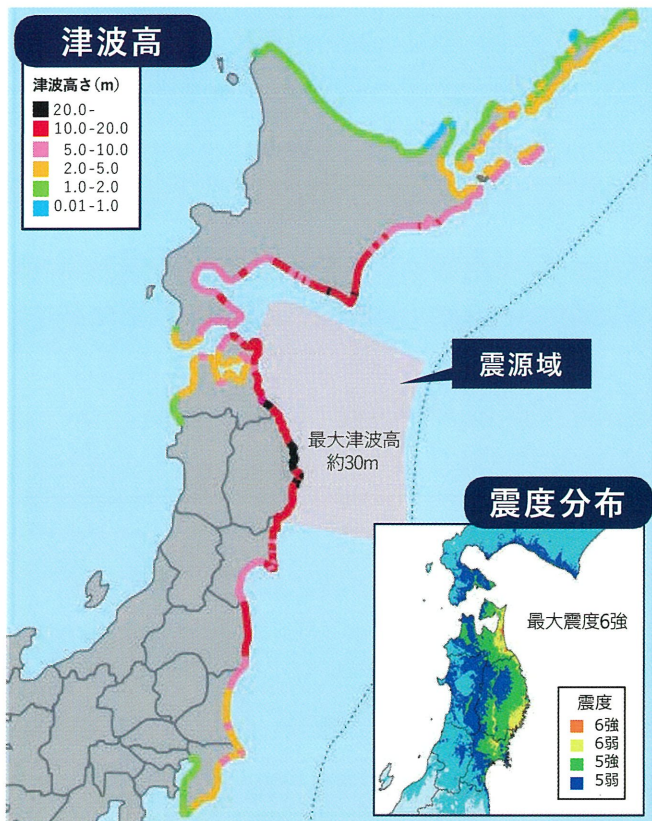 津波高
津波高さ(m)
20.0-
10.0-20.0
5.0-10.0
2.0-5.0
1.0-2.0
0.01-1.0
震源域
最大津波高
約30m
震度分布
最大震度6強
震度
6強
6弱
5強
5弱